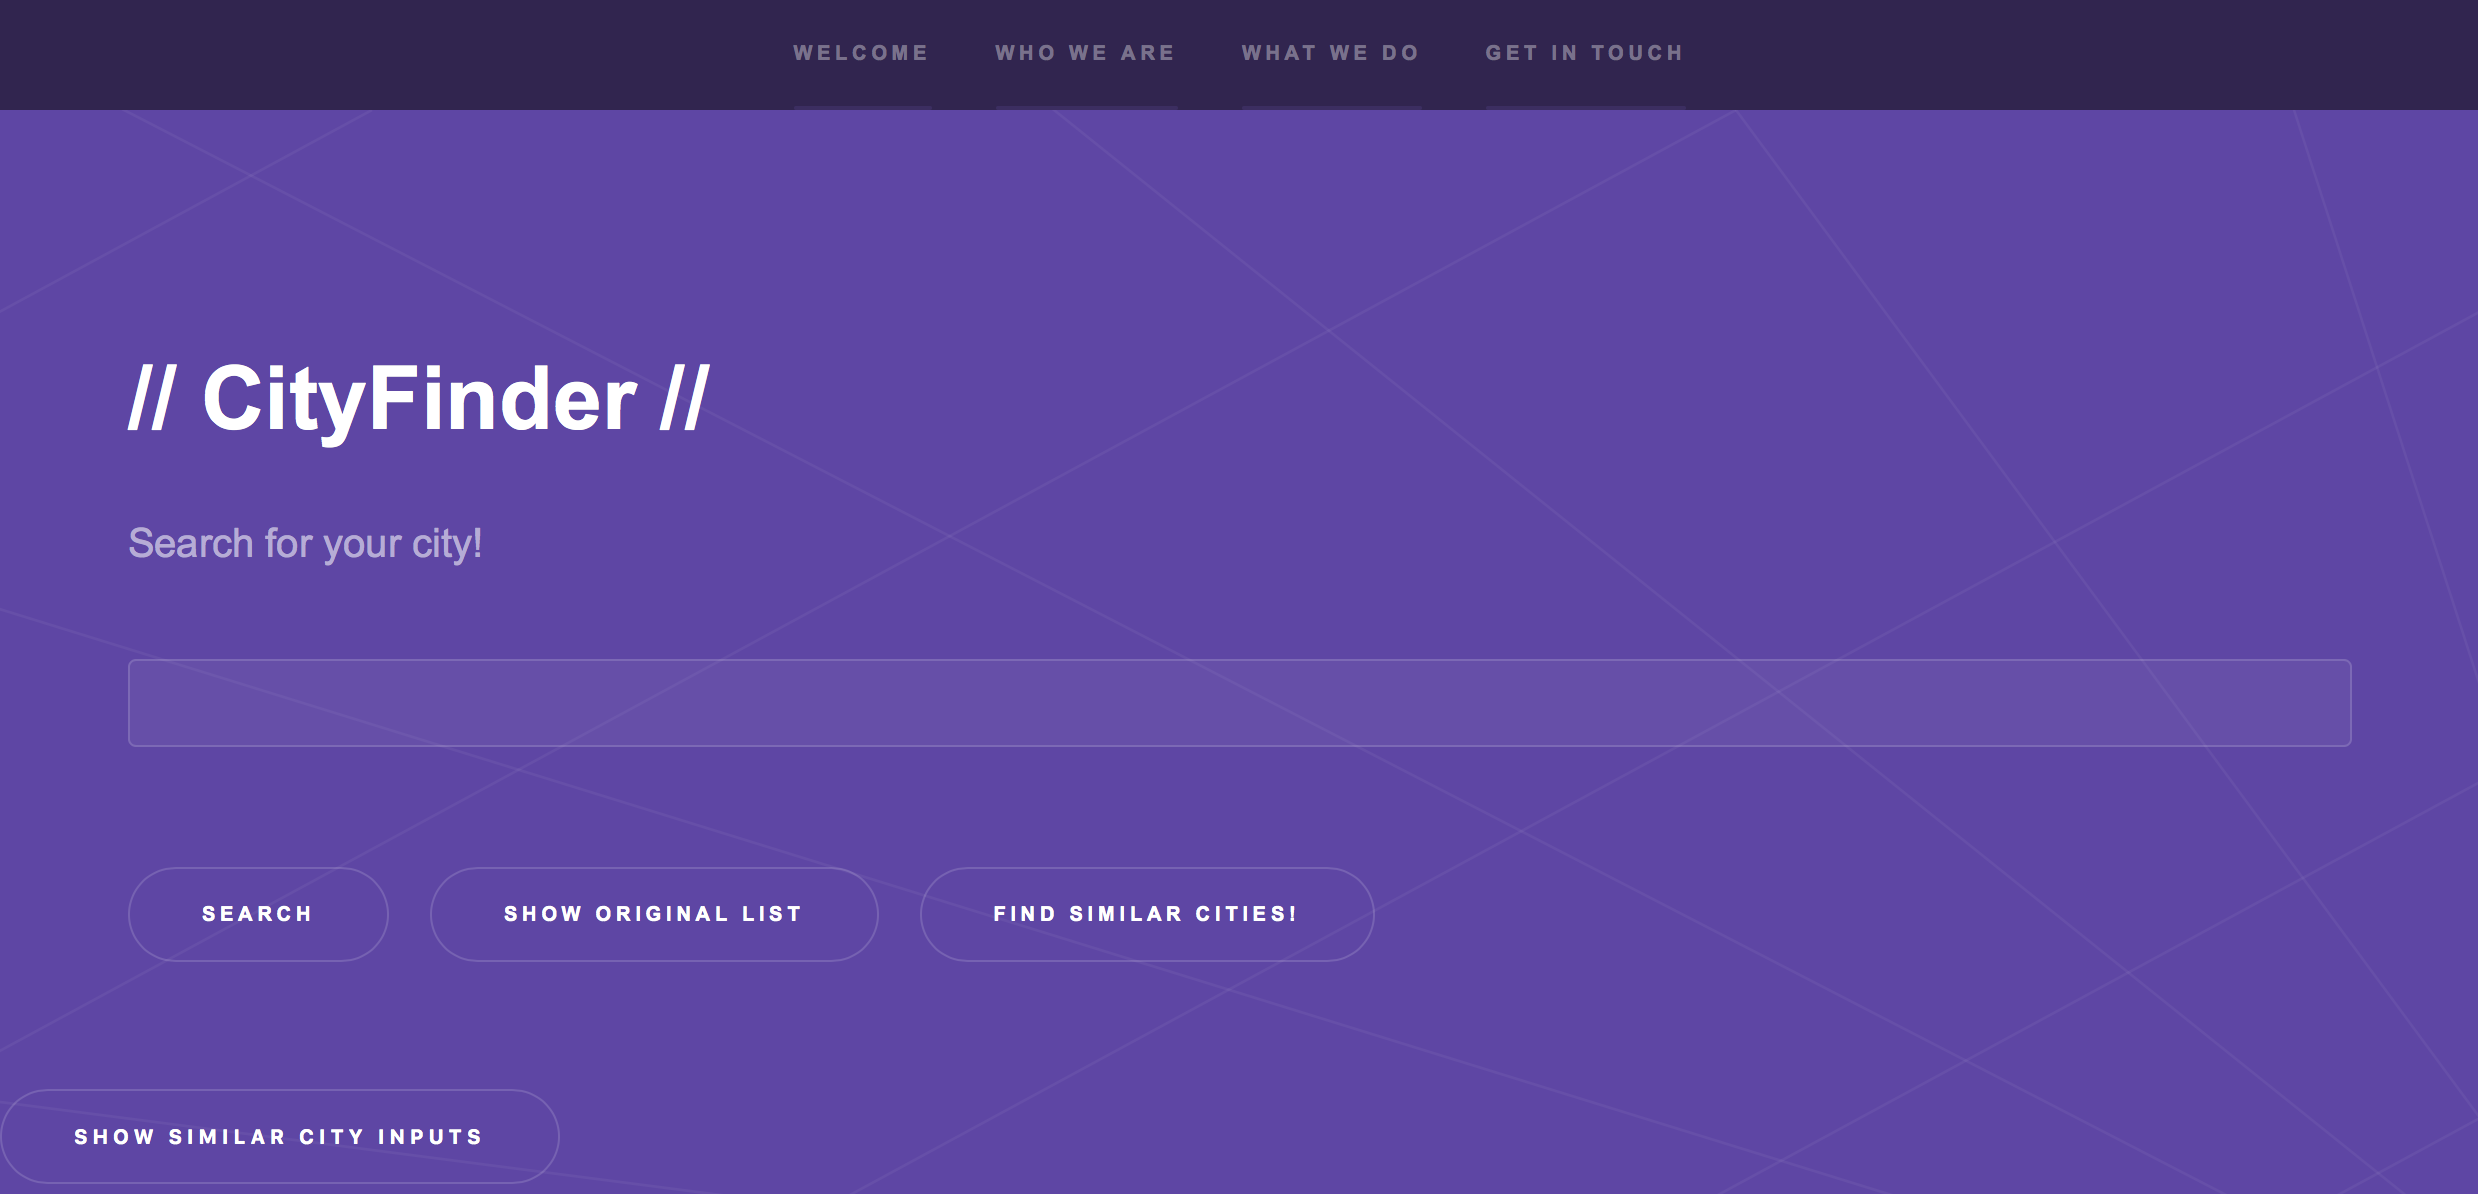 WELCOME WHO WE ARE WHAT WE DO GET IN TOUCH
// CityFinder //
Search for your city!
SEARCH SHOW ORIGINAL LIST FIND SIMILAR CITIES!
SHOW SIMILAR CITY INPUTS